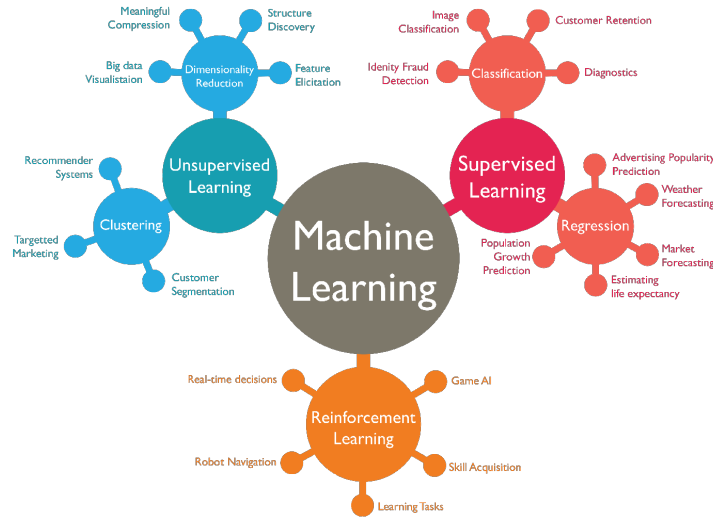 Meaningful
Compression
Structure
Discovery
Big data
Visualistaion
Dimensionality
Reduction
Feature
Elicitation
Unsupervised
Learning
Recommender
Systems
Clustering
Targetted
Marketing
Customer
Segmentation
Image
Classification
Customer Retention
Idenity Fraud
Detection
Classification
Diagnostics
Supervised
Learning
Advertising Popularity
Prediction
Weather
Forecasting
Regression
Population
Growth
Prediction
Market
Forecasting
Estimating
life expectancy
Machine
Learning
Real-time decisions
Game AI
Reinforcement
Learning
Robot Navigation
Skill Acquisition
Learning Tasks